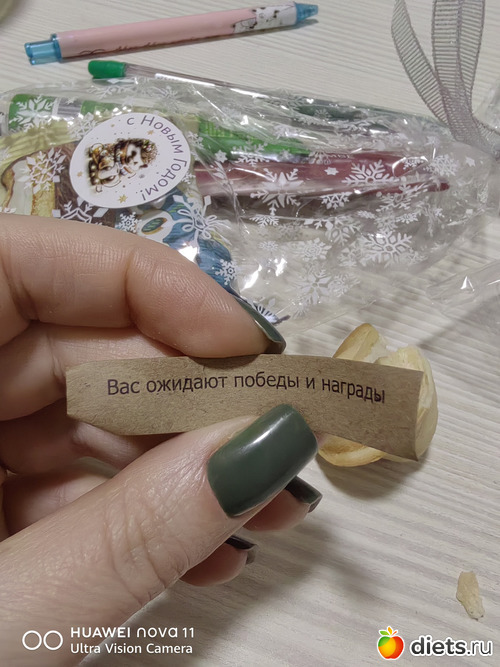 с Новым Годом!
Вас ожидают победы и награды
HUAWEI nova 11
Ultra Vision Camera
diets.ru